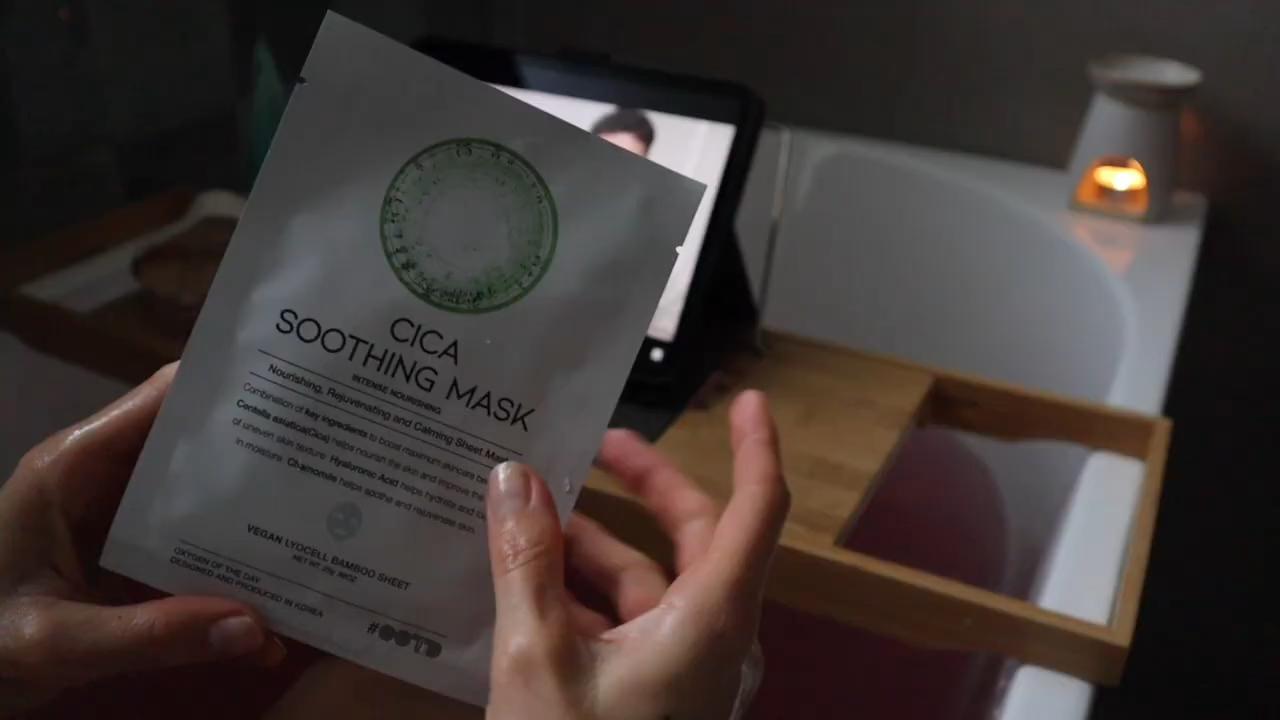 CICA
SOOTHING MASK
INTENSE NOURISHING
Nourishing, Rejuvenating and Calming Sheet Mask
Combination of key ingredients to boost maximum skincare
Centella asiatica(Cica) helps nourish the skin and improve the
of uneven skin texture. Hyaluronic Acid helps hydrate and
in moisture. Chamomile helps soothe and rejuvenate skin.
VEGAN LYOCELL BAMBOO SHEET
NET WT.
OXYGEN OF THE DAY
DESIGNED AND PRODUCED IN KOREA
#OOTD